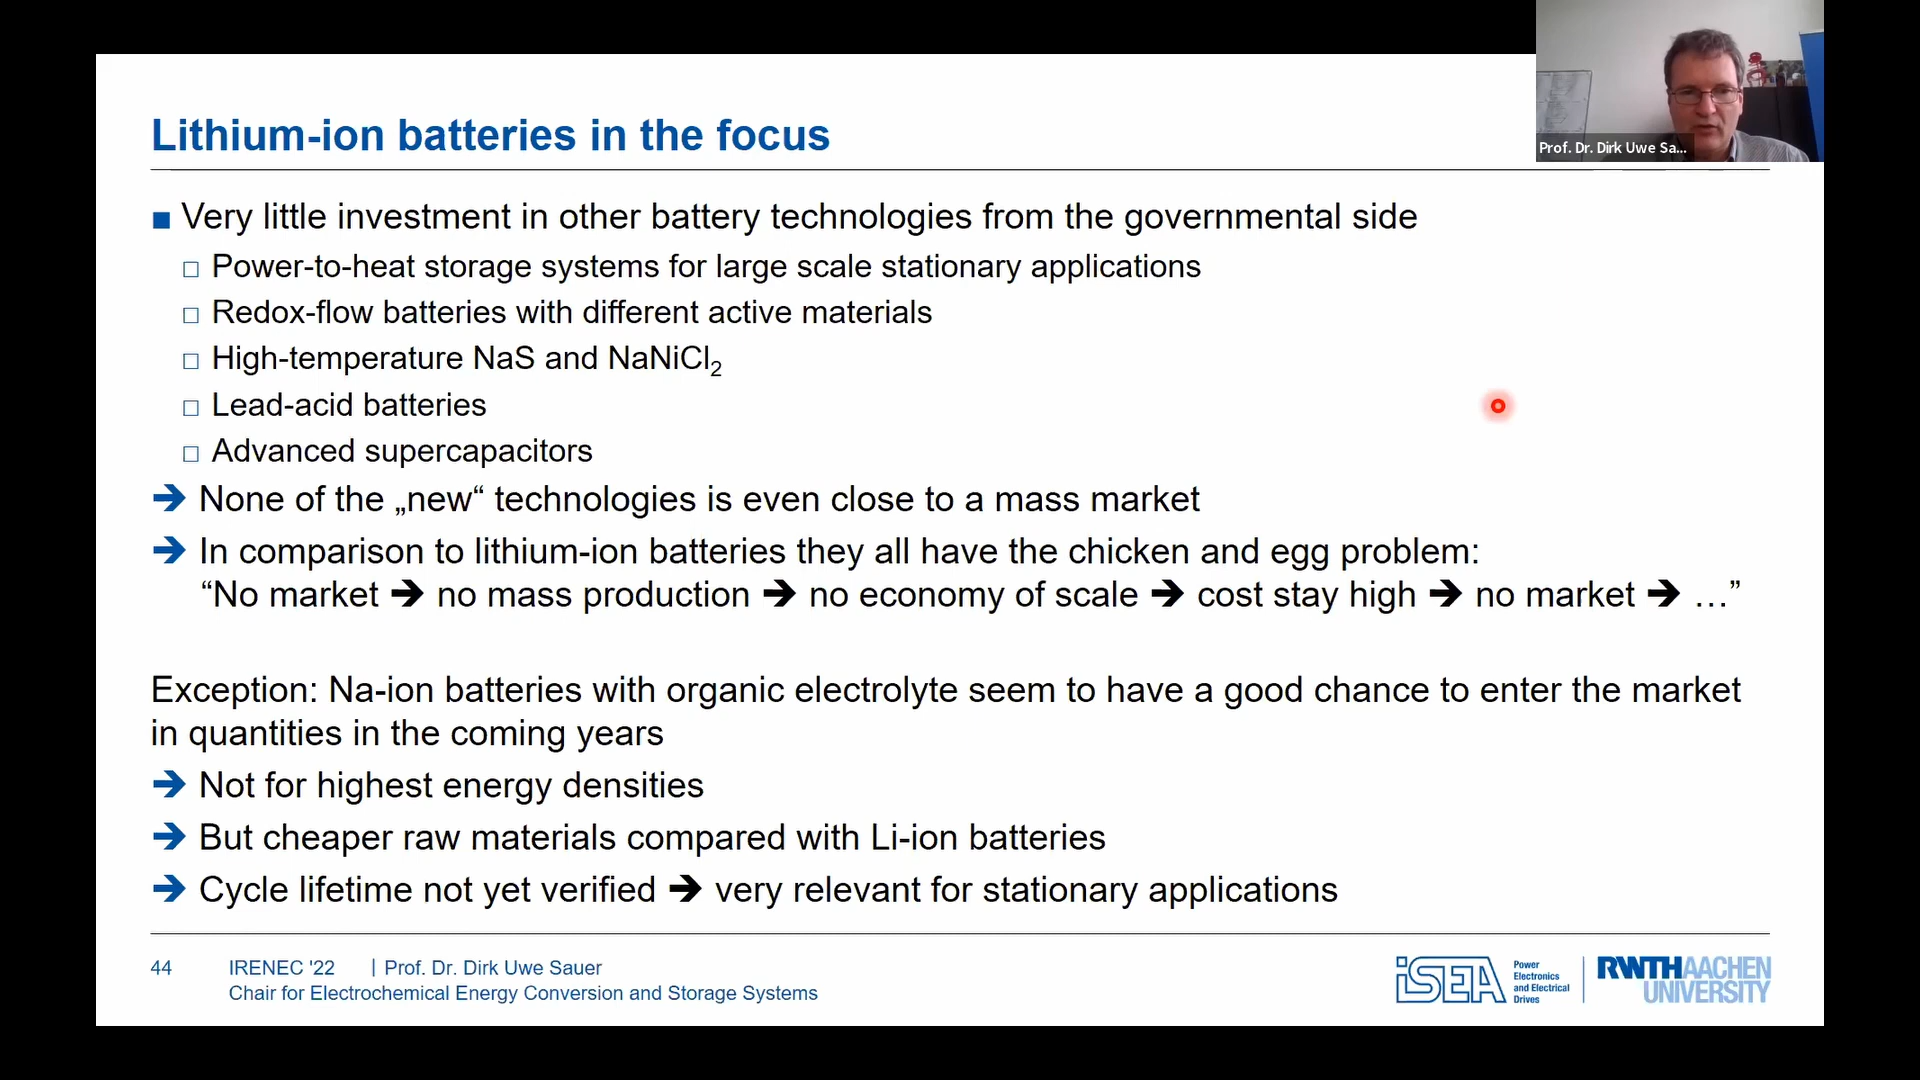 Prof. Dr. Dirk Uwe Sa...
Lithium-ion batteries in the focus
Very little investment in other battery technologies from the governmental side
Power-to-heat storage systems for large scale stationary applications
Redox-flow batteries with different active materials
High-temperature NaS and NaNiCl₂
Lead-acid batteries
Advanced supercapacitors
➔ None of the „new“ technologies is even close to a mass market
➔ In comparison to lithium-ion batteries they all have the chicken and egg problem:
“No market ➔ no mass production ➔ no economy of scale ➔ cost stay high ➔ no market ➔ …”
Exception: Na-ion batteries with organic electrolyte seem to have a good chance to enter the market
in quantities in the coming years
➔ Not for highest energy densities
➔ But cheaper raw materials compared with Li-ion batteries
➔ Cycle lifetime not yet verified ➔ very relevant for stationary applications
44 IRENEC '22 | Prof. Dr. Dirk Uwe Sauer
Chair for Electrochemical Energy Conversion and Storage Systems
iSEA
Power
Electronics
and Electrical
Drives
RWTHAACHEN
UNIVERSITY